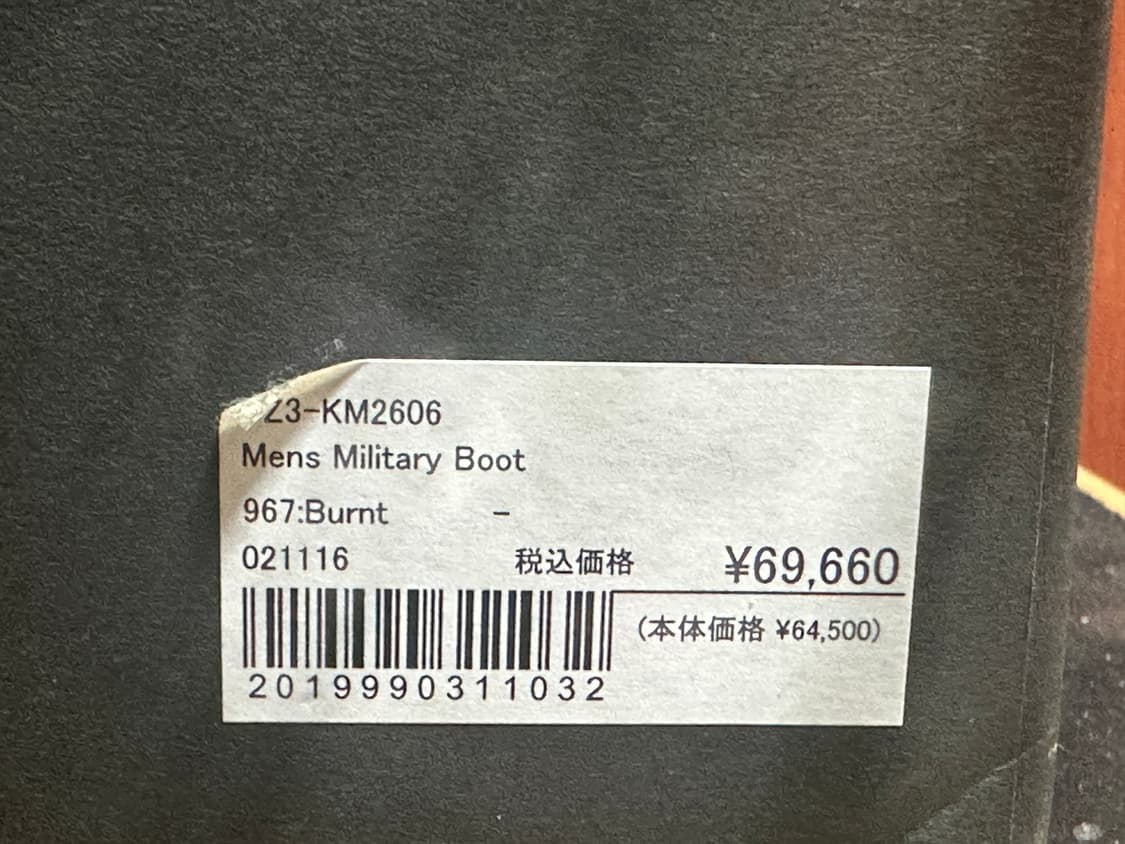 Z3-KM2606
Mens Military Boot
967:Burnt -
021116 税込価格 ¥69,660
(本体価格 ¥64,500)
2019990311032